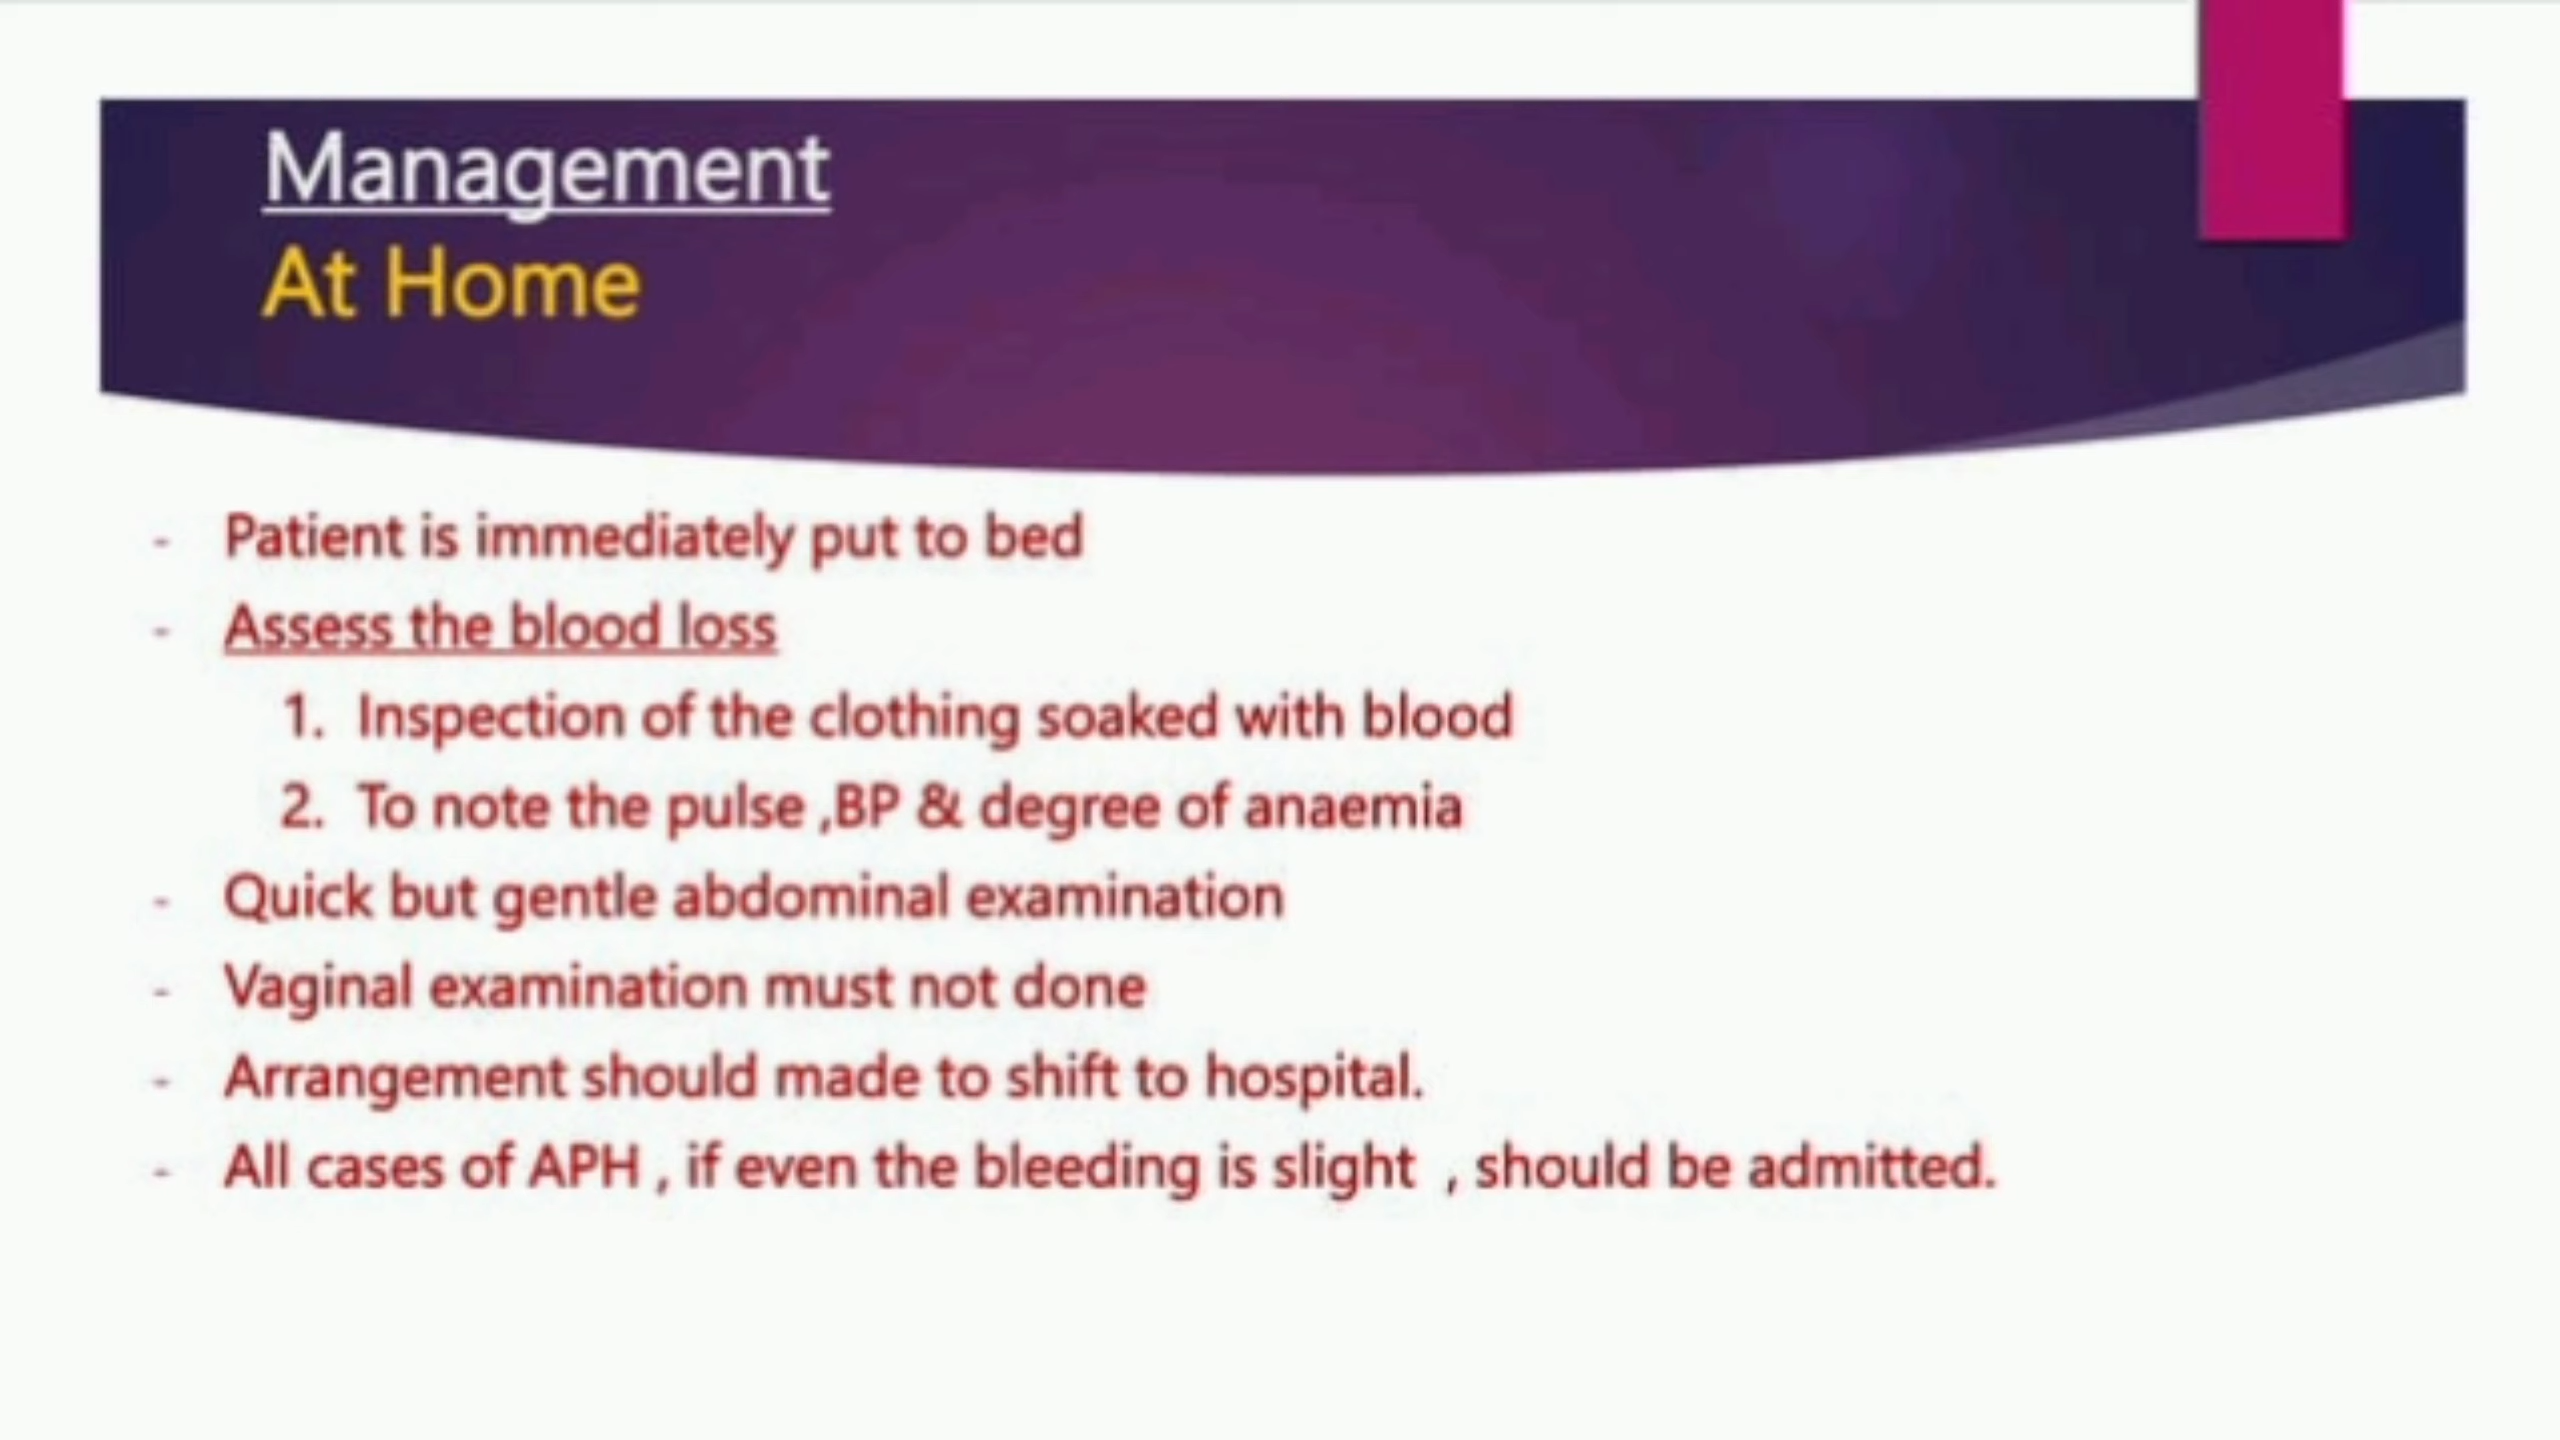 Management
At Home
- Patient is immediately put to bed
- Assess the blood loss
1. Inspection of the clothing soaked with blood
2. To note the pulse ,BP & degree of anaemia
- Quick but gentle abdominal examination
- Vaginal examination must not done
- Arrangement should made to shift to hospital.
- All cases of APH , if even the bleeding is slight , should be admitted.